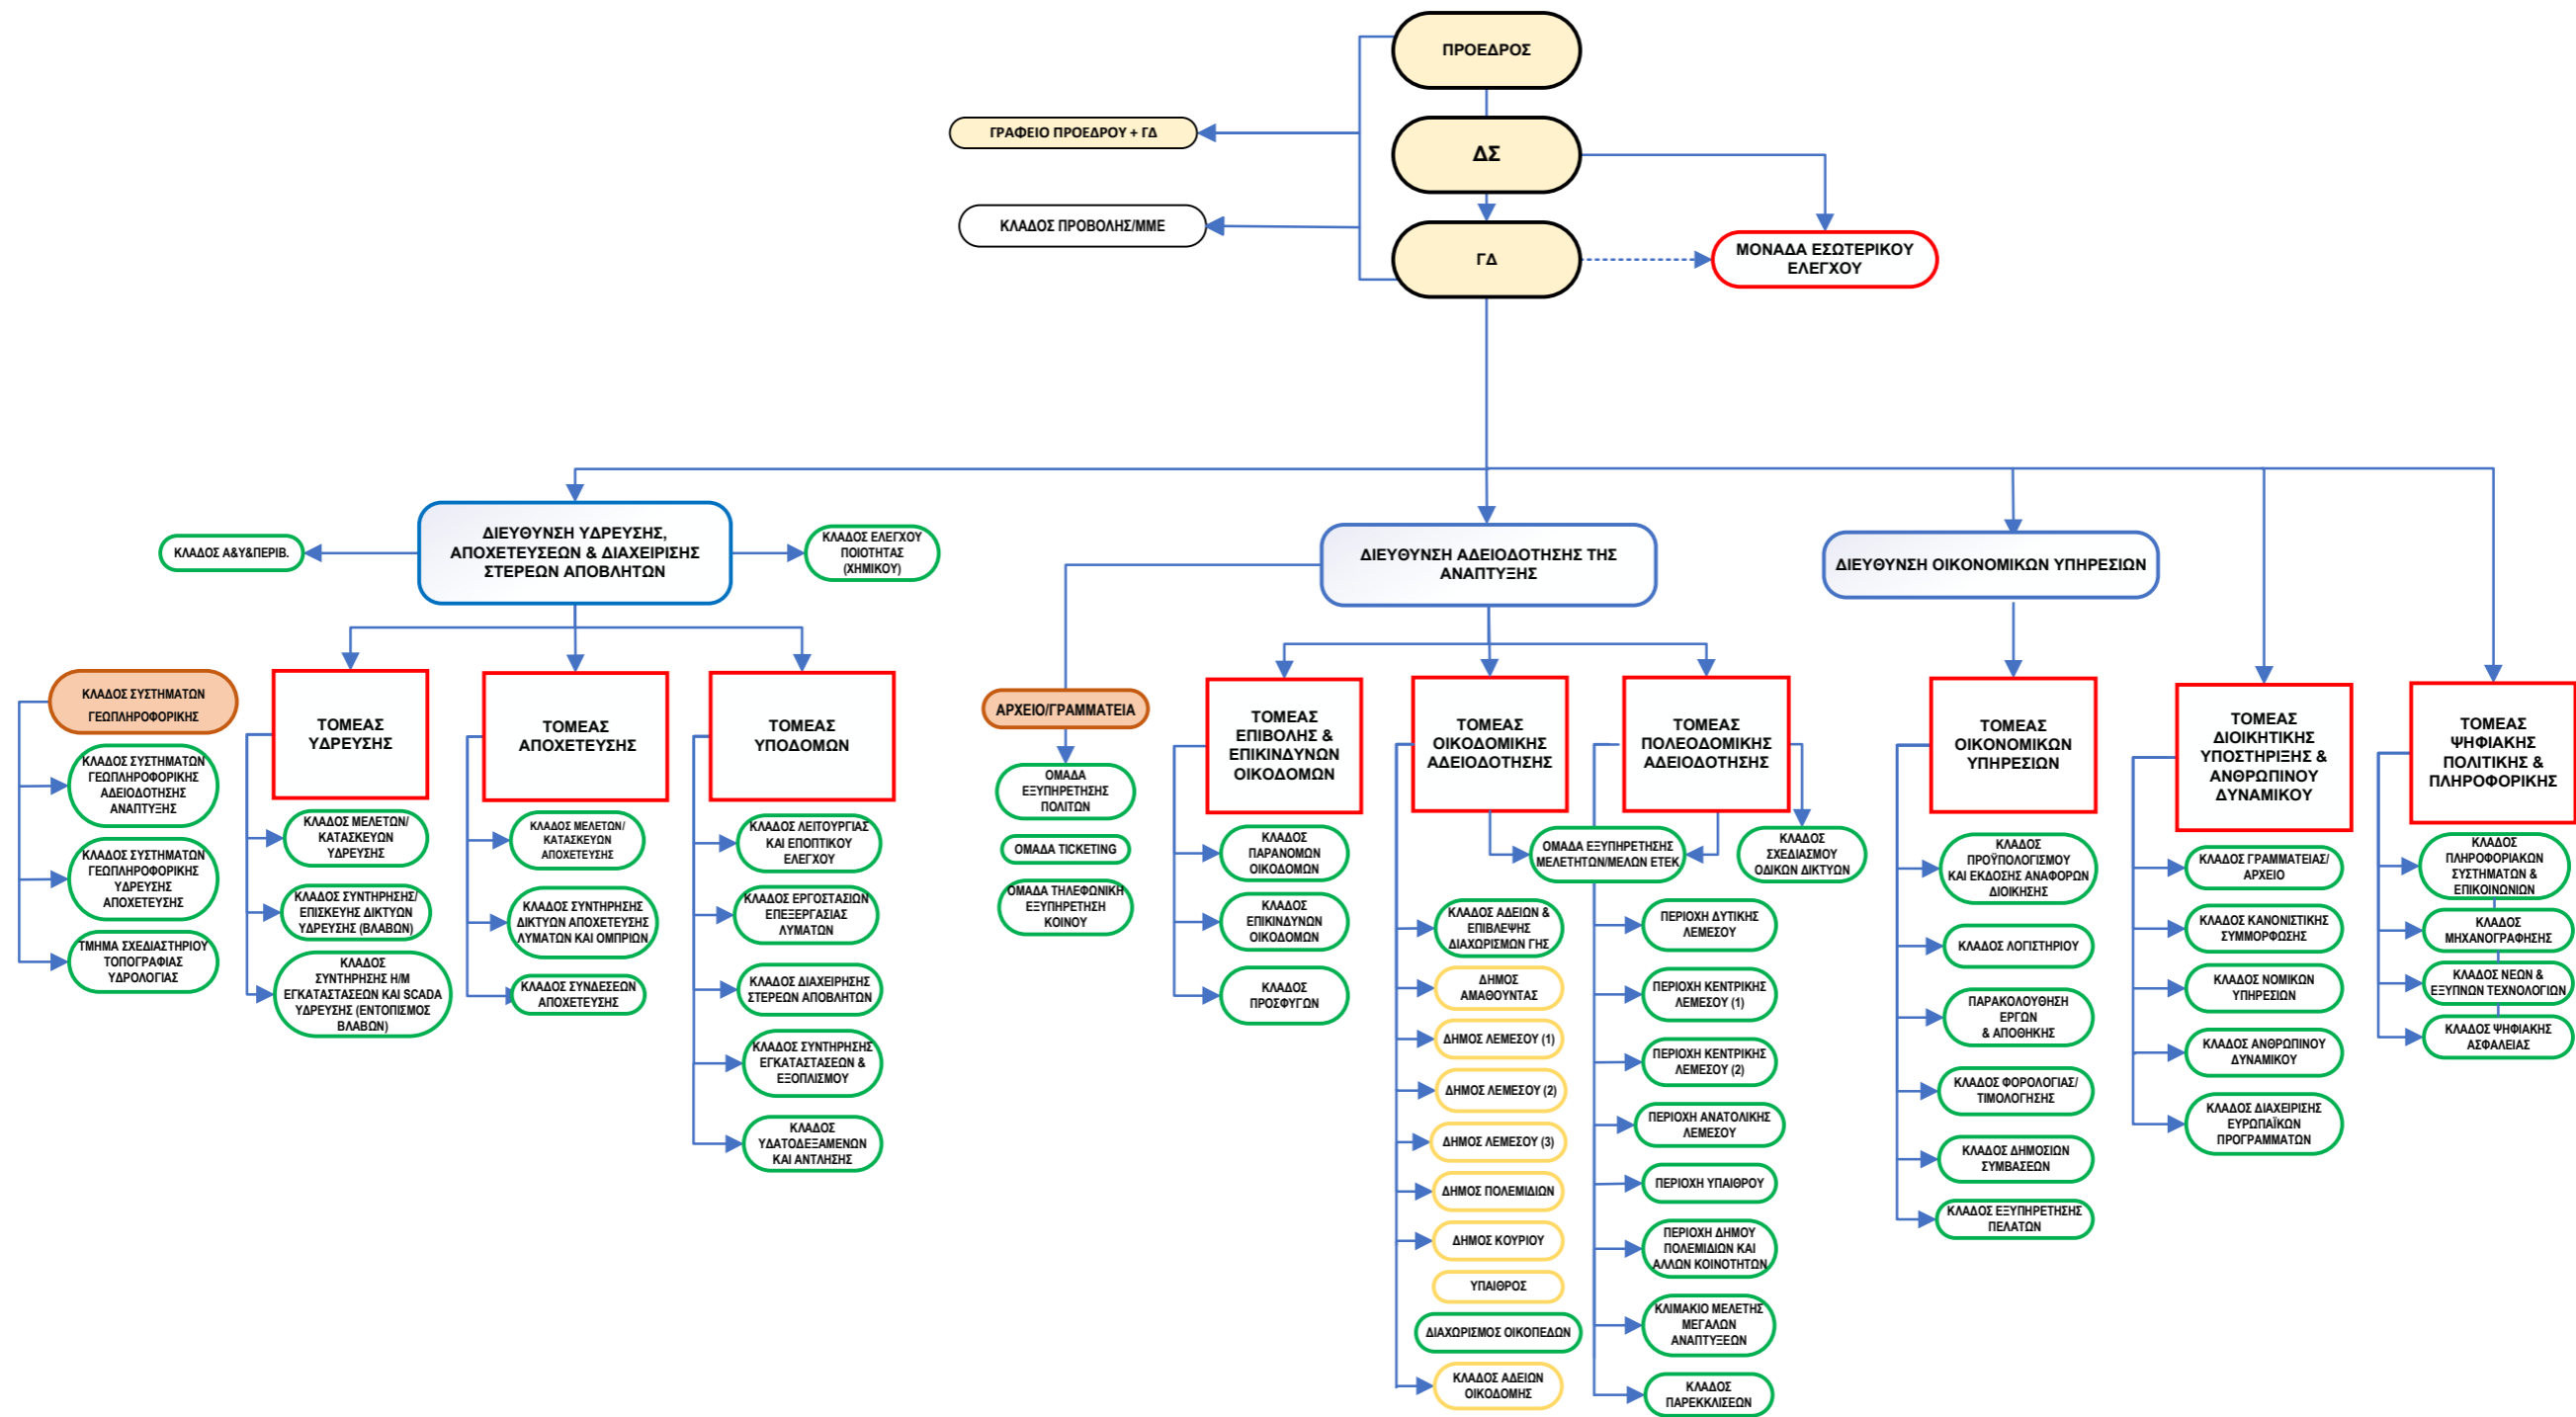 ΠΡΟΕΔΡΟΣ
ΓΡΑΦΕΙΟ ΠΡΟΕΔΡΟΥ + ΓΔ
ΔΣ
ΚΛΑΔΟΣ ΠΡΟΒΟΛΗΣ/ΜΜΕ
ΓΔ
ΜΟΝΑΔΑ ΕΣΩΤΕΡΙΚΟΥ
ΕΛΕΓΧΟΥ
ΚΛΑΔΟΣ Α&Υ&ΠΕΡΙΒ.
ΔΙΕΥΘΥΝΣΗ ΥΔΡΕΥΣΗΣ,
ΑΠΟΧΕΤΕΥΣΕΩΝ & ΔΙΑΧΕΙΡΙΣΗΣ
ΣΤΕΡΕΩΝ ΑΠΟΒΛΗΤΩΝ
ΚΛΑΔΟΣ ΕΛΕΓΧΟΥ
ΠΟΙΟΤΗΤΑΣ
(ΧΗΜΙΚΟΥ)
ΔΙΕΥΘΥΝΣΗ ΑΔΕΙΟΔΟΤΗΣΗΣ ΤΗΣ
ΑΝΑΠΤΥΞΗΣ
ΔΙΕΥΘΥΝΣΗ ΟΙΚΟΝΟΜΙΚΩΝ ΥΠΗΡΕΣΙΩΝ
ΚΛΑΔΟΣ ΣΥΣΤΗΜΑΤΩΝ
ΓΕΩΠΛΗΡΟΦΟΡΙΚΗΣ
ΚΛΑΔΟΣ ΣΥΣΤΗΜΑΤΩΝ
ΓΕΩΠΛΗΡΟΦΟΡΙΚΗΣ
ΑΔΕΙΟΔΟΤΗΣΗΣ
ΑΝΑΠΤΥΞΗΣ
ΚΛΑΔΟΣ ΣΥΣΤΗΜΑΤΩΝ
ΓΕΩΠΛΗΡΟΦΟΡΙΚΗΣ
ΥΔΡΕΥΣΗΣ
ΑΠΟΧΕΤΕΥΣΗΣ
ΤΜΗΜΑ ΣΧΕΔΙΑΣΤΗΡΙΟΥ
ΤΟΠΟΓΡΑΦΙΑΣ
ΥΔΡΟΛΟΓΙΑΣ
ΤΟΜΕΑΣ
ΥΔΡΕΥΣΗΣ
ΚΛΑΔΟΣ ΜΕΛΕΤΩΝ/
ΚΑΤΑΣΚΕΥΩΝ
ΥΔΡΕΥΣΗΣ
ΚΛΑΔΟΣ ΣΥΝΤΗΡΗΣΗΣ/
ΕΠΙΣΚΕΥΗΣ ΔΙΚΤΥΩΝ
ΥΔΡΕΥΣΗΣ (ΒΛΑΒΩΝ)
ΚΛΑΔΟΣ
ΣΥΝΤΗΡΗΣΗΣ Η/Μ
ΕΓΚΑΤΑΣΤΑΣΕΩΝ ΚΑΙ SCADA
ΥΔΡΕΥΣΗΣ (ΕΝΤΟΠΙΣΜΟΣ
ΒΛΑΒΩΝ)
ΤΟΜΕΑΣ
ΑΠΟΧΕΤΕΥΣΗΣ
ΚΛΑΔΟΣ ΜΕΛΕΤΩΝ/
ΚΑΤΑΣΚΕΥΩΝ
ΑΠΟΧΕΤΕΥΣΗΣ
ΚΛΑΔΟΣ ΣΥΝΤΗΡΗΣΗΣ
ΔΙΚΤΥΩΝ ΑΠΟΧΕΤΕΥΣΗΣ
ΛΥΜΑΤΩΝ ΚΑΙ ΟΜΠΡΙΩΝ
ΚΛΑΔΟΣ ΣΥΝΔΕΣΕΩΝ
ΑΠΟΧΕΤΕΥΣΗΣ
ΤΟΜΕΑΣ
ΥΠΟΔΟΜΩΝ
ΚΛΑΔΟΣ ΛΕΙΤΟΥΡΓΙΑΣ
ΚΑΙ ΕΠΟΠΤΙΚΟΥ
ΕΛΕΓΧΟΥ
ΚΛΑΔΟΣ ΕΡΓΟΣΤΑΣΙΩΝ
ΕΠΕΞΕΡΓΑΣΙΑΣ
ΛΥΜΑΤΩΝ
ΚΛΑΔΟΣ ΔΙΑΧΕΙΡΗΣΗΣ
ΣΤΕΡΕΩΝ ΑΠΟΒΛΗΤΩΝ
ΚΛΑΔΟΣ ΣΥΝΤΗΡΗΣΗΣ
ΕΓΚΑΤΑΣΤΑΣΕΩΝ &
ΕΞΟΠΛΙΣΜΟΥ
ΚΛΑΔΟΣ
ΥΔΑΤΟΔΕΞΑΜΕΝΩΝ
ΚΑΙ ΑΝΤΛΗΣΗΣ
ΑΡΧΕΙΟ/ΓΡΑΜΜΑΤΕΙΑ
ΟΜΑΔΑ
ΕΞΥΠΗΡΕΤΗΣΗΣ
ΠΟΛΙΤΩΝ
ΟΜΑΔΑ TICKETING
ΟΜΑΔΑ ΤΗΛΕΦΩΝΙΚΗ
ΕΞΥΠΗΡΕΤΗΣΗ
ΚΟΙΝΟΥ
ΤΟΜΕΑΣ
ΕΠΙΒΟΛΗΣ &
ΕΠΙΚΙΝΔΥΝΩΝ
ΟΙΚΟΔΟΜΩΝ
ΚΛΑΔΟΣ
ΠΑΡΑΝΟΜΩΝ
ΟΙΚΟΔΟΜΩΝ
ΚΛΑΔΟΣ
ΕΠΙΚΙΝΔΥΝΩΝ
ΟΙΚΟΔΟΜΩΝ
ΚΛΑΔΟΣ
ΠΡΟΣΦΥΓΩΝ
ΤΟΜΕΑΣ
ΟΙΚΟΔΟΜΙΚΗΣ
ΑΔΕΙΟΔΟΤΗΣΗΣ
ΚΛΑΔΟΣ ΑΔΕΙΩΝ &
ΕΠΙΒΛΕΨΗΣ
ΔΙΑΧΩΡΙΣΜΩΝ ΓΗΣ
ΔΗΜΟΣ
ΑΜΑΘΟΥΝΤΑΣ
ΔΗΜΟΣ ΛΕΜΕΣΟΥ (1)
ΔΗΜΟΣ ΛΕΜΕΣΟΥ (2)
ΔΗΜΟΣ ΛΕΜΕΣΟΥ (3)
ΔΗΜΟΣ ΠΟΛΕΜΙΔΙΩΝ
ΔΗΜΟΣ ΚΟΥΡΙΟΥ
ΥΠΑΙΘΡΟΣ
ΔΙΑΧΩΡΙΣΜΟΣ ΟΙΚΟΠΕΔΩΝ
ΚΛΑΔΟΣ ΑΔΕΙΩΝ
ΟΙΚΟΔΟΜΗΣ
ΤΟΜΕΑΣ
ΠΟΛΕΟΔΟΜΙΚΗΣ
ΑΔΕΙΟΔΟΤΗΣΗΣ
ΟΜΑΔΑ ΕΞΥΠΗΡΕΤΗΣΗΣ
ΜΕΛΕΤΗΤΩΝ/ΜΕΛΩΝ ΕΤΕΚ
ΚΛΑΔΟΣ
ΣΧΕΔΙΑΣΜΟΥ
ΟΔΙΚΩΝ ΔΙΚΤΥΩΝ
ΠΕΡΙΟΧΗ ΔΥΤΙΚΗΣ
ΛΕΜΕΣΟΥ
ΠΕΡΙΟΧΗ ΚΕΝΤΡΙΚΗΣ
ΛΕΜΕΣΟΥ (1)
ΠΕΡΙΟΧΗ ΚΕΝΤΡΙΚΗΣ
ΛΕΜΕΣΟΥ (2)
ΠΕΡΙΟΧΗ ΑΝΑΤΟΛΙΚΗΣ
ΛΕΜΕΣΟΥ
ΠΕΡΙΟΧΗ ΥΠΑΙΘΡΟΥ
ΠΕΡΙΟΧΗ ΔΗΜΟΥ
ΠΟΛΕΜΙΔΙΩΝ ΚΑΙ
ΑΛΛΩΝ ΚΟΙΝΟΤΗΤΩΝ
ΚΛΙΜΑΚΙΟ ΜΕΛΕΤΗΣ
ΜΕΓΑΛΩΝ
ΑΝΑΠΤΥΞΕΩΝ
ΚΛΑΔΟΣ
ΠΑΡΕΚΚΛΙΣΕΩΝ
ΤΟΜΕΑΣ
ΟΙΚΟΝΟΜΙΚΩΝ
ΥΠΗΡΕΣΙΩΝ
ΚΛΑΔΟΣ
ΠΡΟΫΠΟΛΟΓΙΣΜΟΥ
ΚΑΙ ΕΚΔΟΣΗΣ ΑΝΑΦΟΡΩΝ
ΔΙΟΙΚΗΣΗΣ
ΚΛΑΔΟΣ ΛΟΓΙΣΤΗΡΙΟΥ
ΠΑΡΑΚΟΛΟΥΘΗΣΗ
ΕΡΓΩΝ
& ΑΠΟΘΗΚΗΣ
ΚΛΑΔΟΣ ΦΟΡΟΛΟΓΙΑΣ/
ΤΙΜΟΛΟΓΗΣΗΣ
ΚΛΑΔΟΣ ΔΗΜΟΣΙΩΝ
ΣΥΜΒΑΣΕΩΝ
ΚΛΑΔΟΣ ΕΞΥΠΗΡΕΤΗΣΗΣ
ΠΕΛΑΤΩΝ
ΤΟΜΕΑΣ
ΔΙΟΙΚΗΤΙΚΗΣ
ΥΠΟΣΤΗΡΙΞΗΣ &
ΑΝΘΡΩΠΙΝΟΥ
ΔΥΝΑΜΙΚΟΥ
ΚΛΑΔΟΣ ΓΡΑΜΜΑΤΕΙΑΣ/
ΑΡΧΕΙΟ
ΚΛΑΔΟΣ ΚΑΝΟΝΙΣΤΙΚΗΣ
ΣΥΜΜΟΡΦΩΣΗΣ
ΚΛΑΔΟΣ ΝΟΜΙΚΩΝ
ΥΠΗΡΕΣΙΩΝ
ΚΛΑΔΟΣ ΑΝΘΡΩΠΙΝΟΥ
ΔΥΝΑΜΙΚΟΥ
ΚΛΑΔΟΣ ΔΙΑΧΕΙΡΙΣΗΣ
ΕΥΡΩΠΑΪΚΩΝ
ΠΡΟΓΡΑΜΜΑΤΩΝ
ΤΟΜΕΑΣ
ΨΗΦΙΑΚΗΣ
ΠΟΛΙΤΙΚΗΣ &
ΠΛΗΡΟΦΟΡΙΚΗΣ
ΚΛΑΔΟΣ
ΠΛΗΡΟΦΟΡΙΑΚΩΝ
ΣΥΣΤΗΜΑΤΩΝ &
ΕΠΙΚΟΙΝΩΝΙΩΝ
ΚΛΑΔΟΣ
ΜΗΧΑΝΟΓΡΑΦΗΣΗΣ
ΚΛΑΔΟΣ ΝΕΩΝ &
ΕΞΥΠΝΩΝ ΤΕΧΝΟΛΟΓΙΩΝ
ΚΛΑΔΟΣ ΨΗΦΙΑΚΗΣ
ΑΣΦΑΛΕΙΑΣ